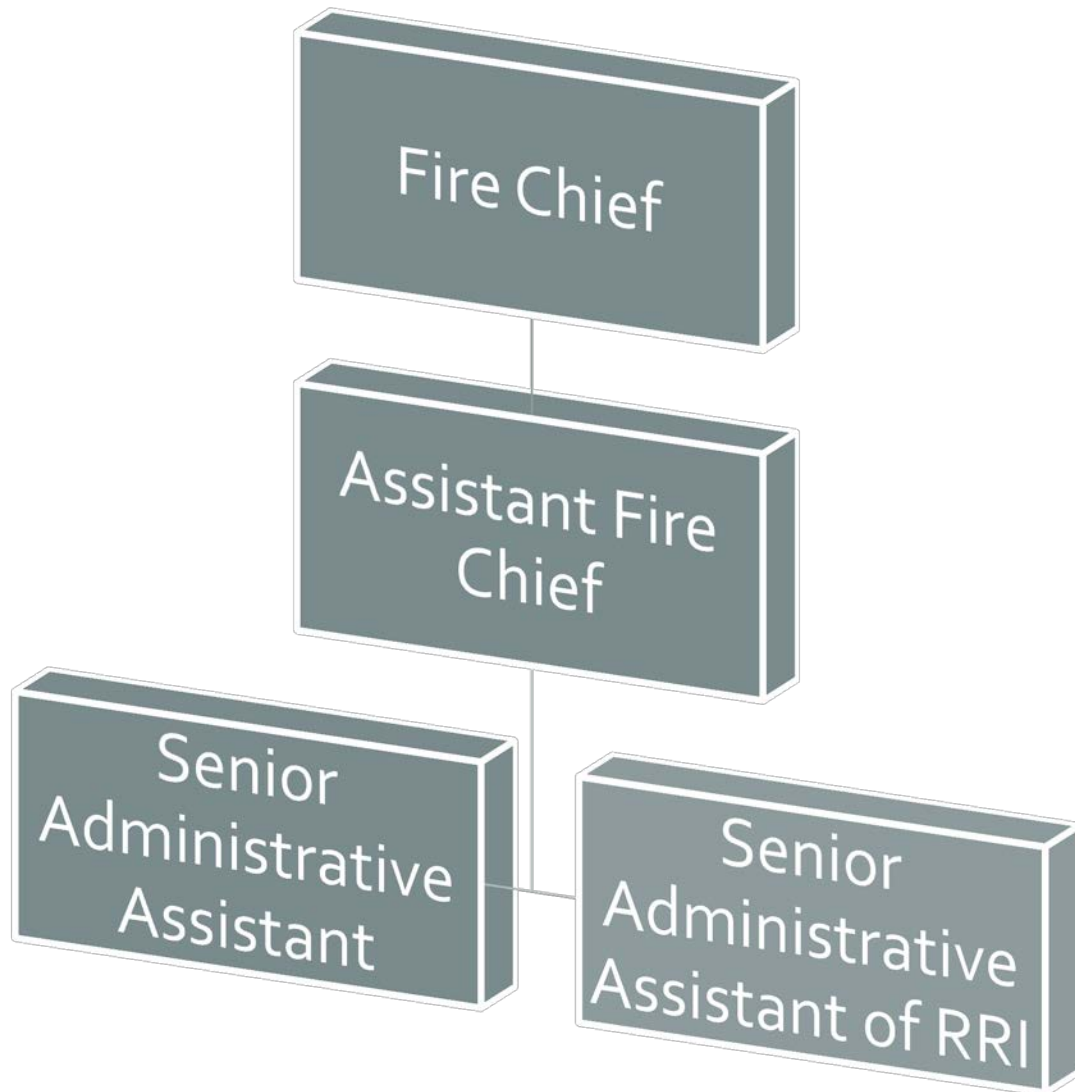 Fire Chief
Assistant Fire
Chief
Senior
Administrative
Assistant
Senior
Administrative
Assistant of RRI